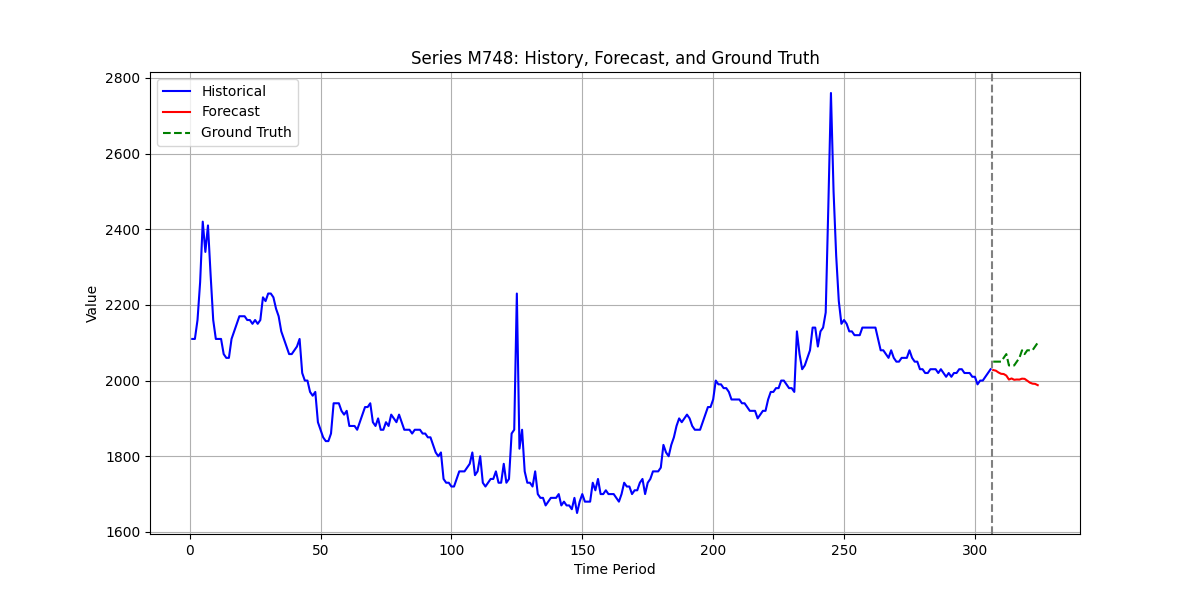 Series M748: History, Forecast, and Ground Truth
Historical
Forecast
Ground Truth
2800
2600
2400
2200
2000
1800
1600
Value
0 50 100 150 200 250 300
Time Period